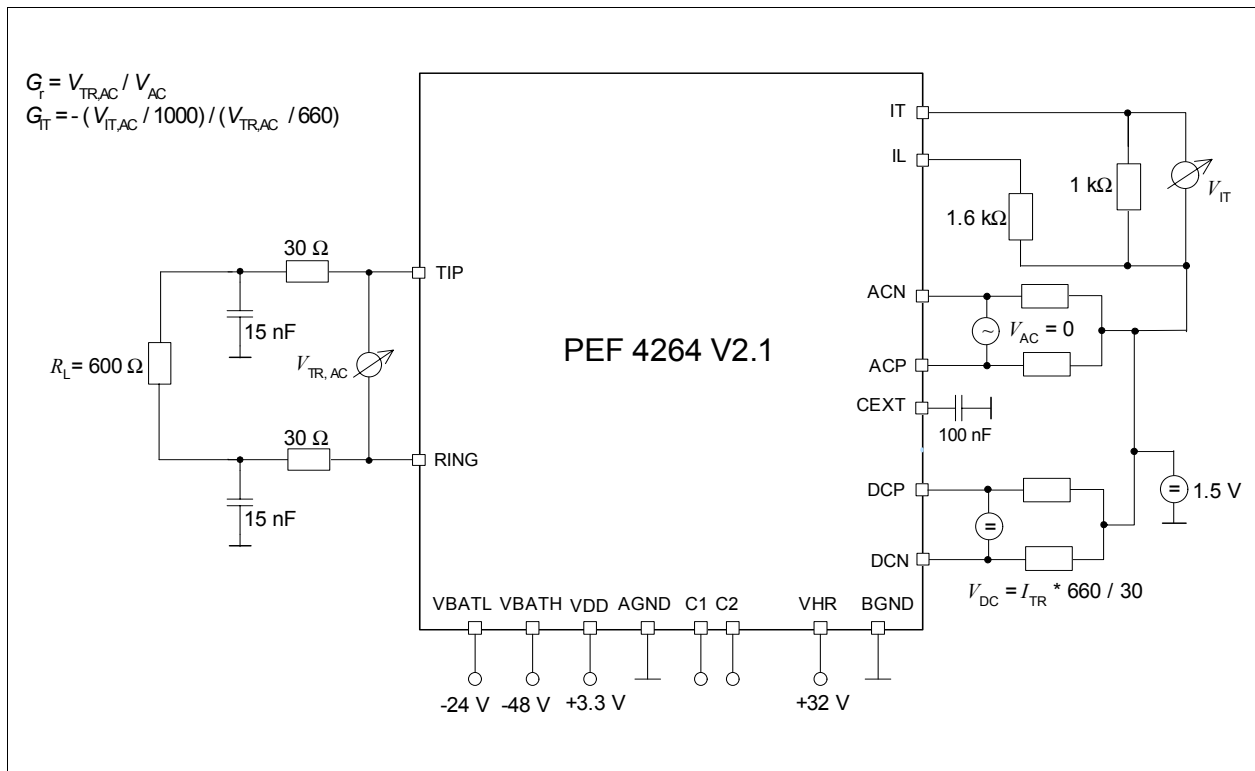 G_r = V_TR,AC / V_AC
G_IT = - ( V_IT,AC / 1000) / (V_TR,AC / 660)
IT
IL
1 kΩ
V_IT
1.6 kΩ
30 Ω
TIP
15 nF
R_L = 600 Ω
V_TR, AC
30 Ω
RING
15 nF
PEF 4264 V2.1
ACN
~
V_AC = 0
ACP
CEXT
100 nF
DCP
=
DCN
=
1.5 V
V_DC = I_TR * 660 / 30
VBATL VBATH VDD AGND C1 C2 VHR BGND
-24 V -48 V +3.3 V +32 V